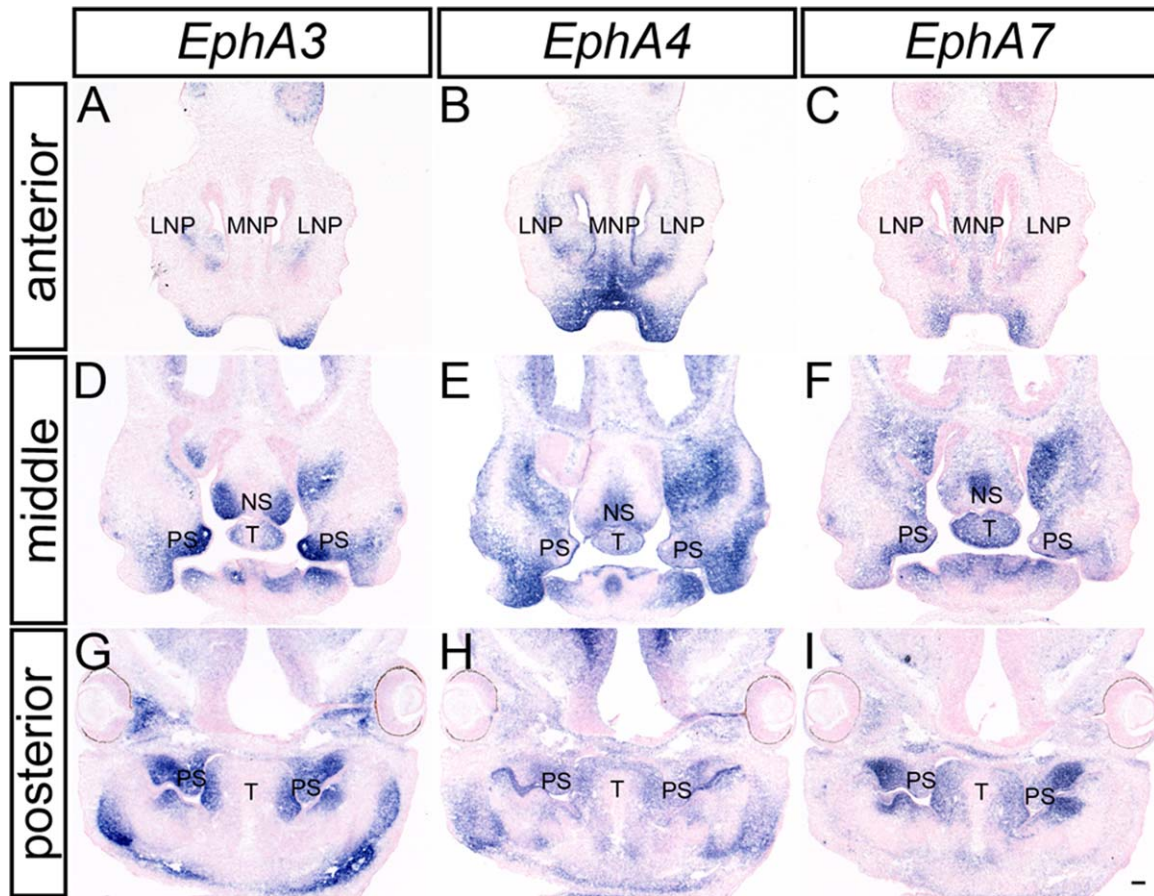 EphA3 EphA4 EphA7
anterior
A B C
LNP MNP LNP LNP MNP LNP LNP MNP LNP
middle
D E F
NS NS NS
PS T PS PS T PS PS T PS
posterior
G H I
PS T PS PS T PS PS T PS